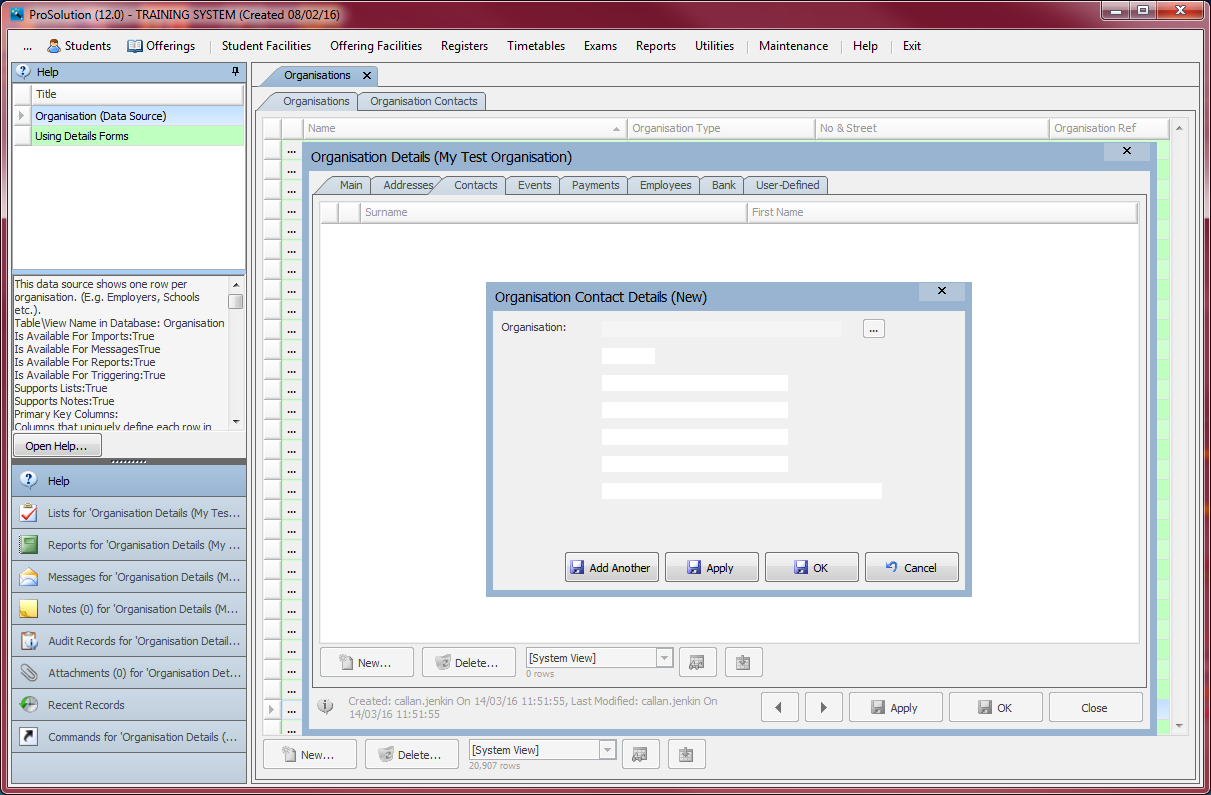 ProSolution (12.0) - TRAINING SYSTEM (Created 08/02/16)
... Students Offerings Student Facilities Offering Facilities Registers Timetables Exams Reports Utilities Maintenance Help Exit
Help
Title
Organisation (Data Source)
Using Details Forms
This data source shows one row per
organisation. (E.g. Employers, Schools
etc.).
Table\View Name in Database: Organisation
Is Available For Imports:True
Is Available For MessagesTrue
Is Available For Reports:True
Is Available For Triggering:True
Supports Lists:True
Supports Notes:True
Primary Key Columns:
Columns that uniquely define each row in
Open Help...
Help
Lists for 'Organisation Details (My Tes...
Reports for 'Organisation Details (My ...
Messages for 'Organisation Details (M...
Notes (0) for 'Organisation Details (M...
Audit Records for 'Organisation Detail...
Attachments (0) for 'Organisation Det...
Recent Records
Commands for 'Organisation Details (...
Organisations
Organisations Organisation Contacts
Name Organisation Type No & Street Organisation Ref
Organisation Details (My Test Organisation)
Main Addresses Contacts Events Payments Employees Bank User-Defined
Surname First Name
Organisation Contact Details (New)
Organisation: ...
Add Another Apply OK Cancel
New... Delete... [System View]
0 rows
Created: callan.jenkin On 14/03/16 11:51:55, Last Modified: callan.jenkin On
14/03/16 11:51:55
Apply OK Close
New... Delete... [System View]
20,907 rows